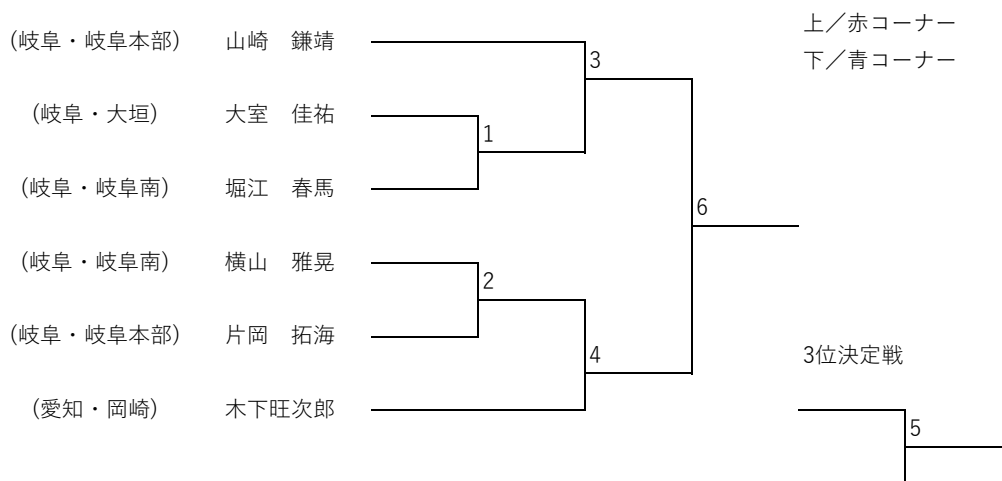 上／赤コーナー
(岐阜・岐阜本部) 山崎　鎌靖
3
下／青コーナー
(岐阜・大垣) 大室　佳祐
1
(岐阜・岐阜南) 堀江　春馬
6
(岐阜・岐阜南) 横山　雅晃
2
(岐阜・岐阜本部) 片岡　拓海
4
3位決定戦
(愛知・岡崎) 木下旺次郎
5